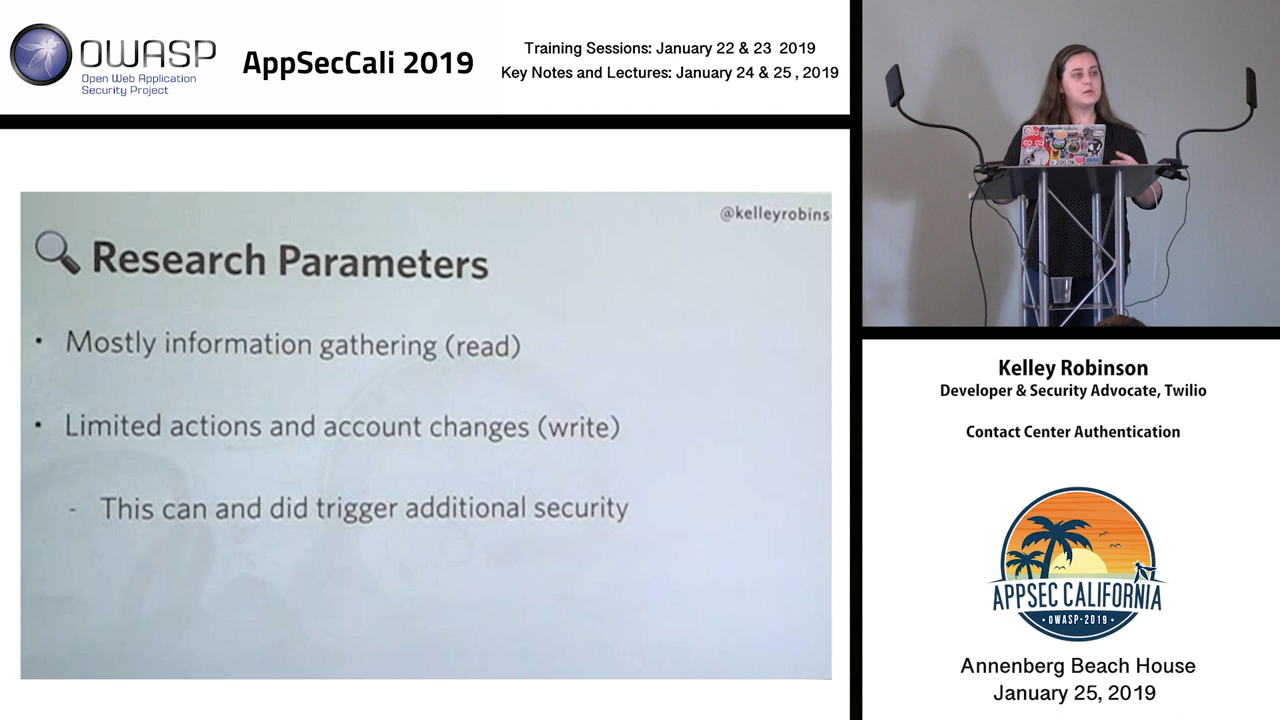 OWASP
Open Web Application
Security Project
AppSecCali 2019
Training Sessions: January 22 & 23 2019
Key Notes and Lectures: January 24 & 25 , 2019
@kelleyrobins
Research Parameters
• Mostly information gathering (read)
• Limited actions and account changes (write)
- This can and did trigger additional security
Kelley Robinson
Developer & Security Advocate, Twilio
Contact Center Authentication
APPSEC CALIFORNIA
• OWASP-2019 •
Annenberg Beach House
January 25, 2019